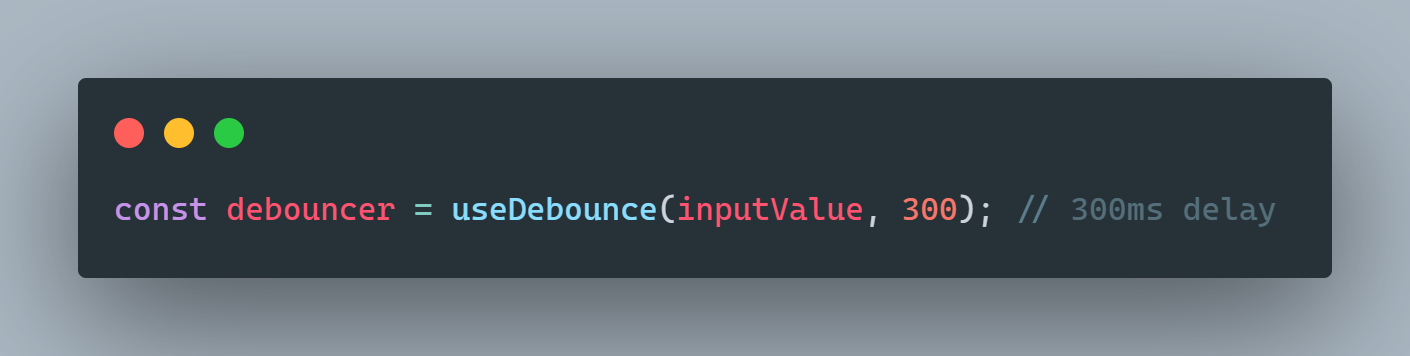 const debouncer = useDebounce(inputValue, 300); // 300ms delay